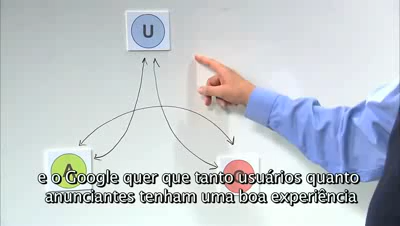 U
A
e o Google quer que tanto usuários quanto
anunciantes tenham uma boa experiência